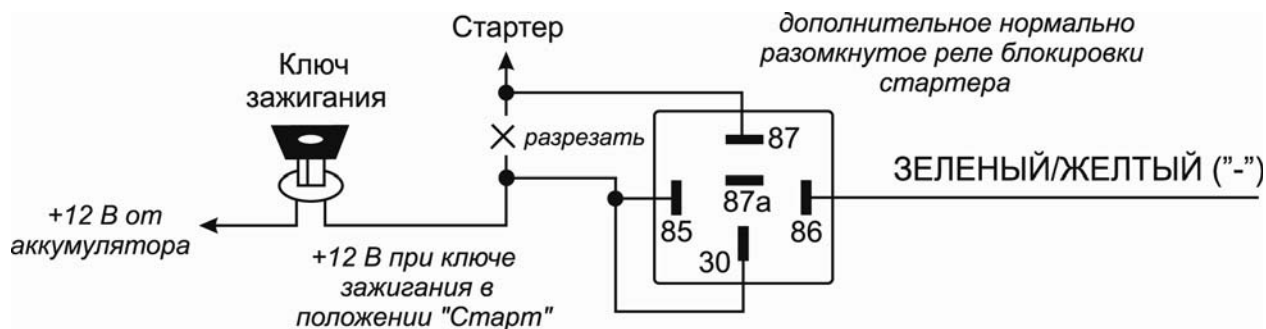 Стартер
дополнительное нормально
разомкнутое реле блокировки
стартера
Ключ
зажигания
разрезать
87
87a
85
86
30
ЗЕЛЕНЫЙ/ЖЕЛТЫЙ ("-")
+12 В от
аккумулятора
+12 В при ключе
зажигания в
положении "Старт"